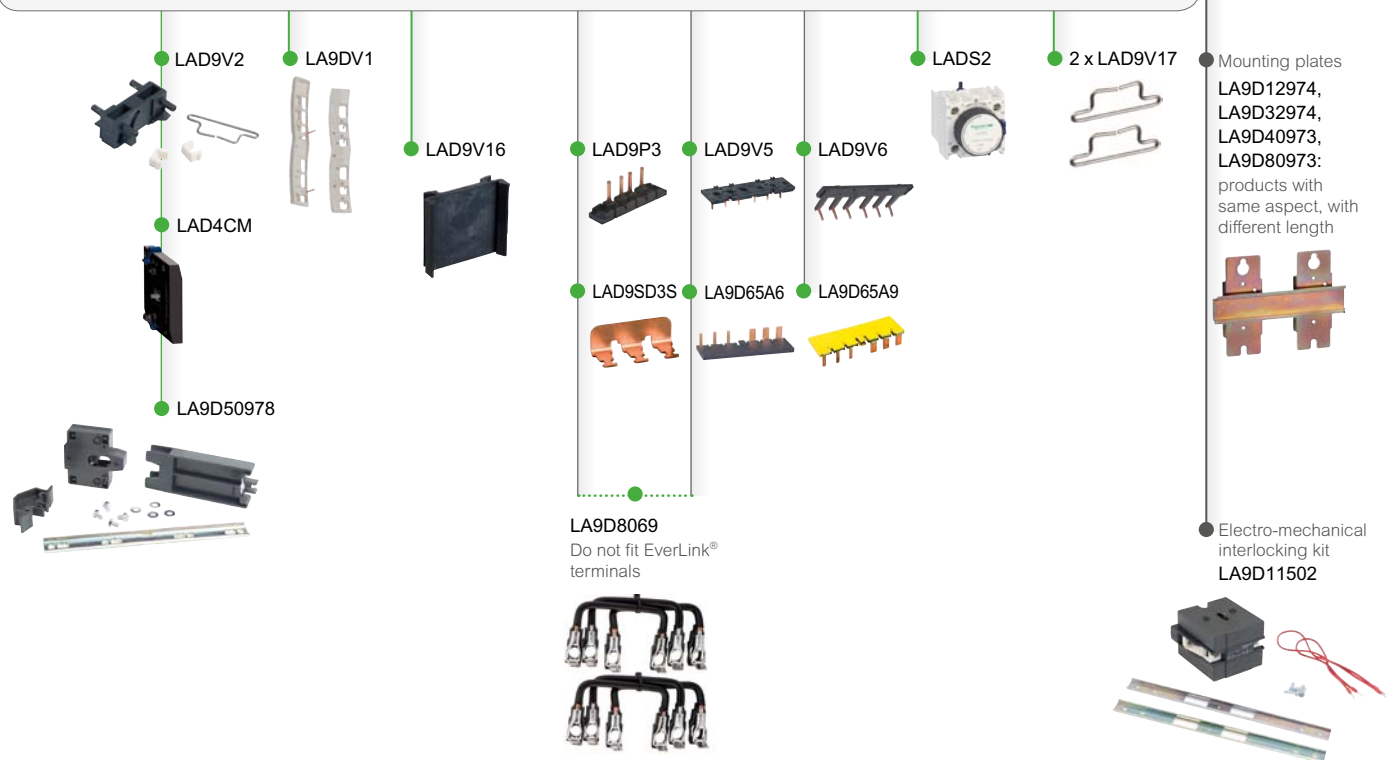 LAD9V2
LA9DV1
LADS2
2 x LAD9V17
Mounting plates
LA9D12974,
LA9D32974,
LA9D40973,
LA9D80973:
products with
same aspect, with
different length
LAD9V16
LAD9P3
LAD9V5
LAD9V6
LAD4CM
LAD9SD3S
LA9D65A6
LA9D65A9
LA9D50978
LA9D8069
Do not fit EverLink®
terminals
Electro-mechanical
interlocking kit
LA9D11502